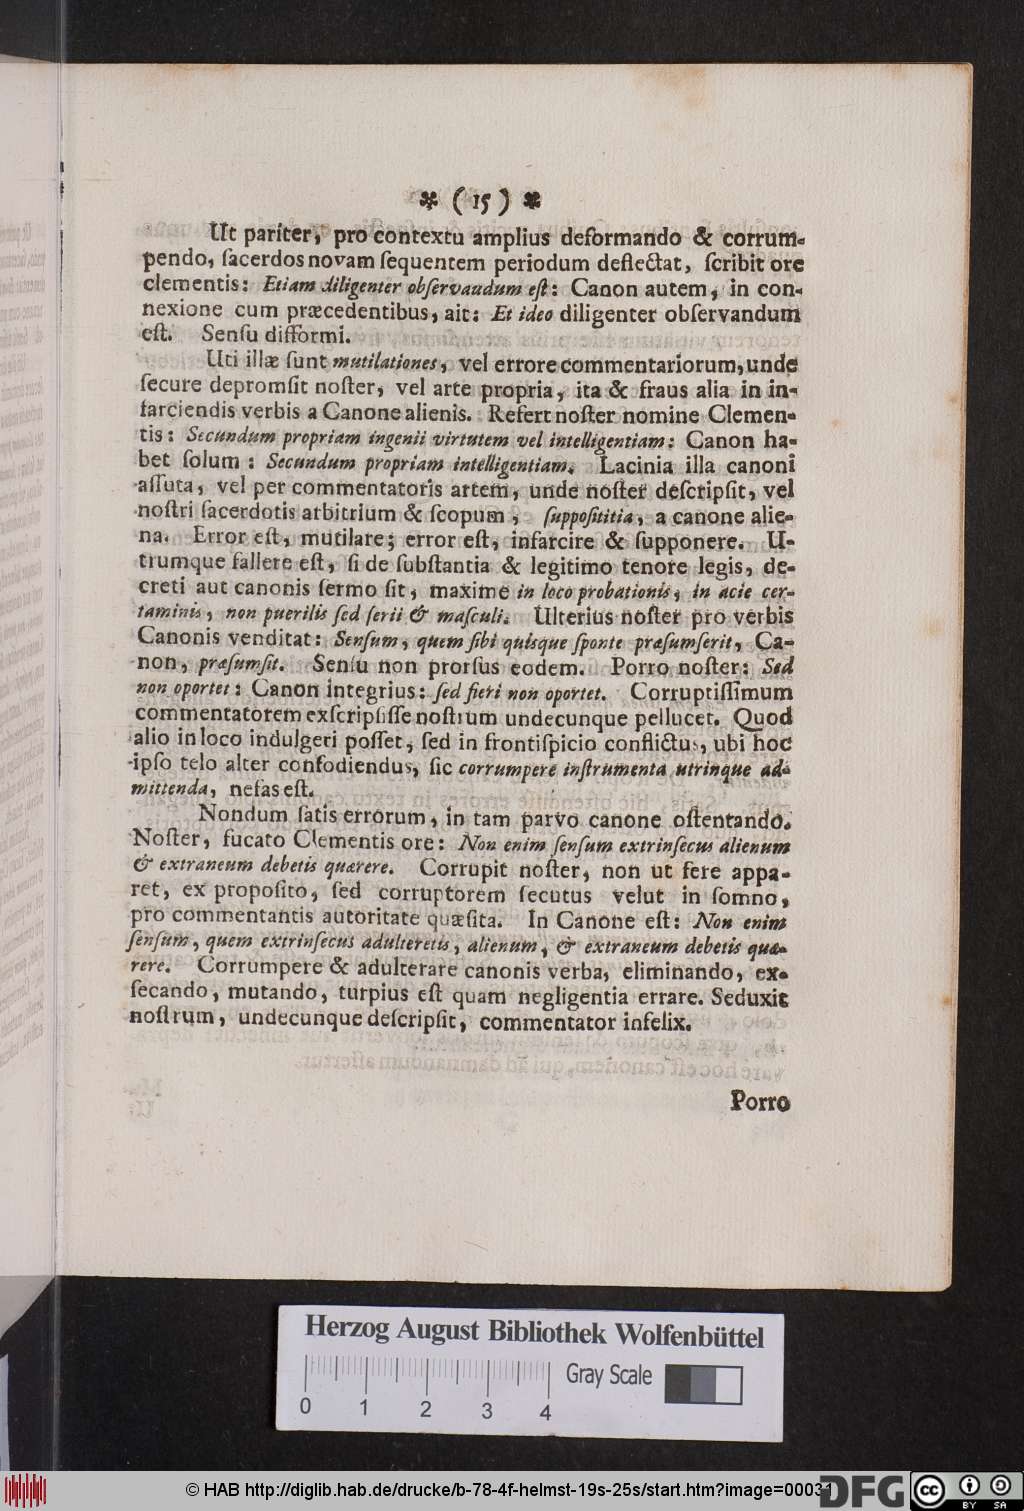 ✲ ( 15 ) ✲
Ut pariter, pro contextu amplius deformando & corrum-
pendo, ſacerdos novam ſequentem periodum deflectat, ſcribit ore
clementis: Etiam diligenter obſervandum eſt: Canon autem, in con-
nexione cum præcedentibus, ait: Et ideo diligenter obſervandum
eſt. Senſu difformi.
Uti illæ ſunt mutilationes, vel errore commentariorum, unde
ſecure depromſit noſter, vel arte propria, ita & fraus alia in in-
farciendis verbis a Canone alienis. Refert noſter nomine Clemen-
tis: Secundum propriam ingenii virtutem vel intelligentiam: Canon ha-
bet ſolum: Secundum propriam intelligentiam. Lacinia illa canoni
aſſuta, vel per commentatoris artem, unde noſter deſcripſit, vel
noſtri ſacerdotis arbitrium & ſcopum, ſuppoſititia, a canone alie-
na. Error eſt, mutilare; error eſt, infarcire & ſupponere. U-
trumque fallere eſt, ſi de ſubſtantia & legitimo tenore legis, de-
creti aut canonis ſermo ſit, maxime in loco probationis, in acie cer-
taminis, non puerilis ſed ſerii & maſculi. Ulterius noſter pro verbis
Canonis venditat: Senſum, quem ſibi quisque ſponte præſumſerit, Ca-
non, præſumſit. Senſu non prorſus eodem. Porro noſter: Sed
non oportet: Canon integrius: ſed fieri non oportet. Corruptiſſimum
commentatorem exſcripſiſſe noſtrum undecunque pellucet. Quod
alio in loco indulgeri poſſet, ſed in frontiſpicio conflictus, ubi hoc
ipſo telo alter confodiendus, ſic corrumpere inſtrumenta utrinque ad-
mittenda, nefas eſt.
Nondum ſatis errorum, in tam parvo canone oſtentando.
Noſter, fucato Clementis ore: Non enim ſenſum extrinſecus alienum
& extraneum debetis quærere. Corrupit noſter, non ut fere appa-
ret, ex propoſito, ſed corruptorem ſecutus velut in ſomno,
pro commentantis autoritate quæſita. In Canone eſt: Non enim
ſenſum, quem extrinſecus adulteretis, alienum, & extraneum debetis quæ-
rere. Corrumpere & adulterare canonis verba, eliminando, ex-
ſecando, mutando, turpius eſt quam negligentia errare. Seduxit
noſtrum, undecunque deſcripſit, commentator infelix.
Porro
Herzog August Bibliothek Wolfenbüttel
Gray Scale
0 1 2 3 4
© HAB http://diglib.hab.de/drucke/b-78-4f-helmst-19s-25s/start.htm?image=00031
DFG
cc BY SA